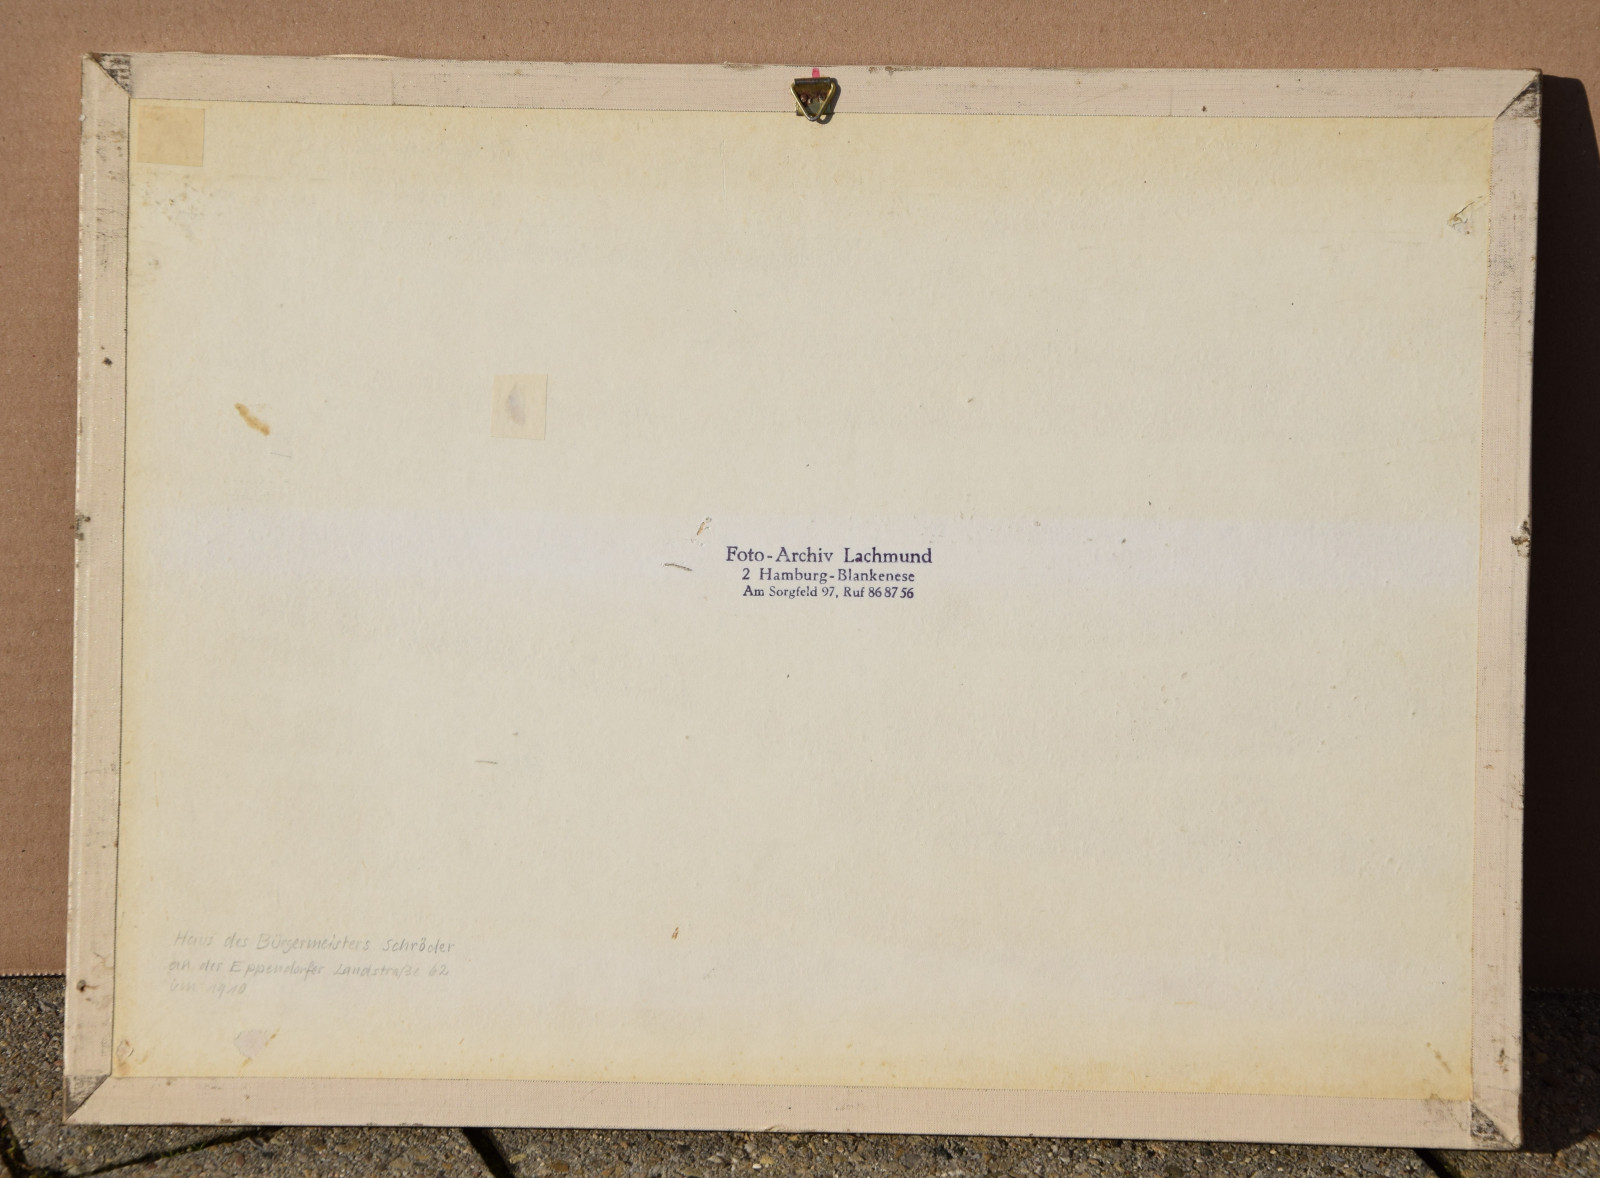 Foto-Archiv Lachmund
2 Hamburg-Blankenese
Am Sorgfeld 97, Ruf 86 87 56
Haus des Bürgermeisters Schröder
an der Eppendorfer Landstraße 62
um 1910